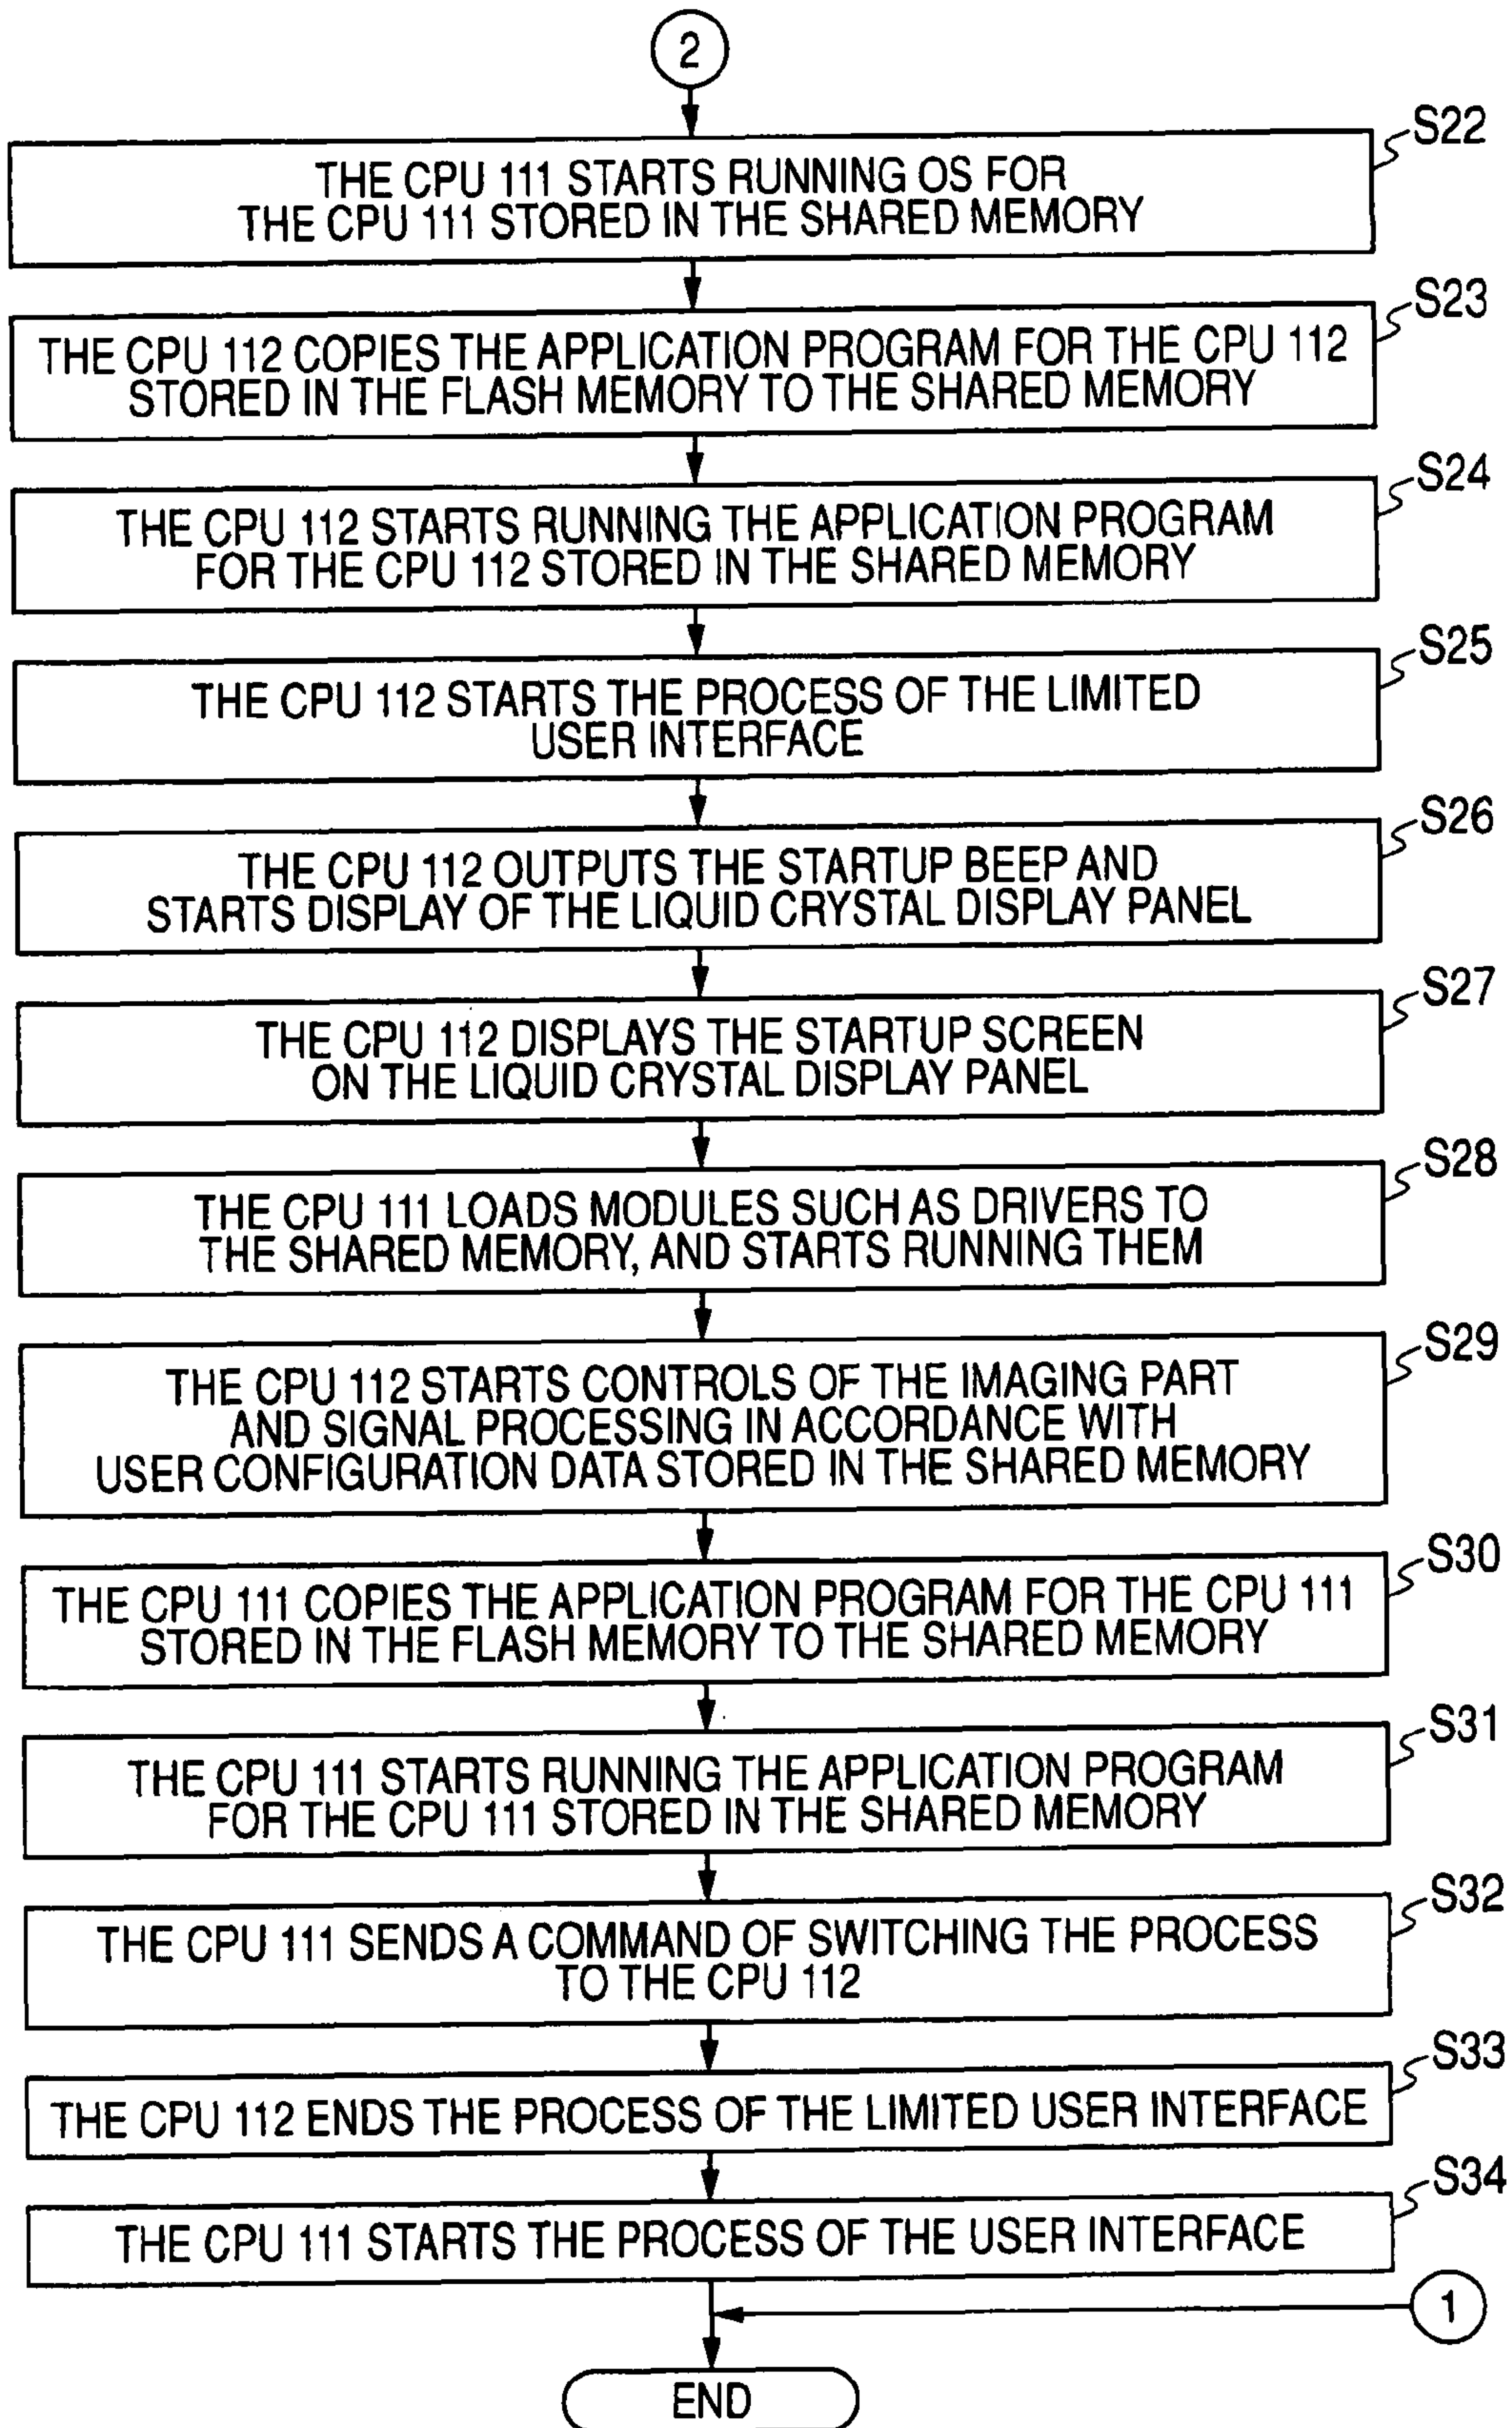 2
S22
THE CPU 111 STARTS RUNNING OS FOR
THE CPU 111 STORED IN THE SHARED MEMORY
S23
THE CPU 112 COPIES THE APPLICATION PROGRAM FOR THE CPU 112
STORED IN THE FLASH MEMORY TO THE SHARED MEMORY
S24
THE CPU 112 STARTS RUNNING THE APPLICATION PROGRAM
FOR THE CPU 112 STORED IN THE SHARED MEMORY
S25
THE CPU 112 STARTS THE PROCESS OF THE LIMITED
USER INTERFACE
S26
THE CPU 112 OUTPUTS THE STARTUP BEEP AND
STARTS DISPLAY OF THE LIQUID CRYSTAL DISPLAY PANEL
S27
THE CPU 112 DISPLAYS THE STARTUP SCREEN
ON THE LIQUID CRYSTAL DISPLAY PANEL
S28
THE CPU 111 LOADS MODULES SUCH AS DRIVERS TO
THE SHARED MEMORY, AND STARTS RUNNING THEM
S29
THE CPU 112 STARTS CONTROLS OF THE IMAGING PART
AND SIGNAL PROCESSING IN ACCORDANCE WITH
USER CONFIGURATION DATA STORED IN THE SHARED MEMORY
S30
THE CPU 111 COPIES THE APPLICATION PROGRAM FOR THE CPU 111
STORED IN THE FLASH MEMORY TO THE SHARED MEMORY
S31
THE CPU 111 STARTS RUNNING THE APPLICATION PROGRAM
FOR THE CPU 111 STORED IN THE SHARED MEMORY
S32
THE CPU 111 SENDS A COMMAND OF SWITCHING THE PROCESS
TO THE CPU 112
S33
THE CPU 112 ENDS THE PROCESS OF THE LIMITED USER INTERFACE
S34
THE CPU 111 STARTS THE PROCESS OF THE USER INTERFACE
1
END